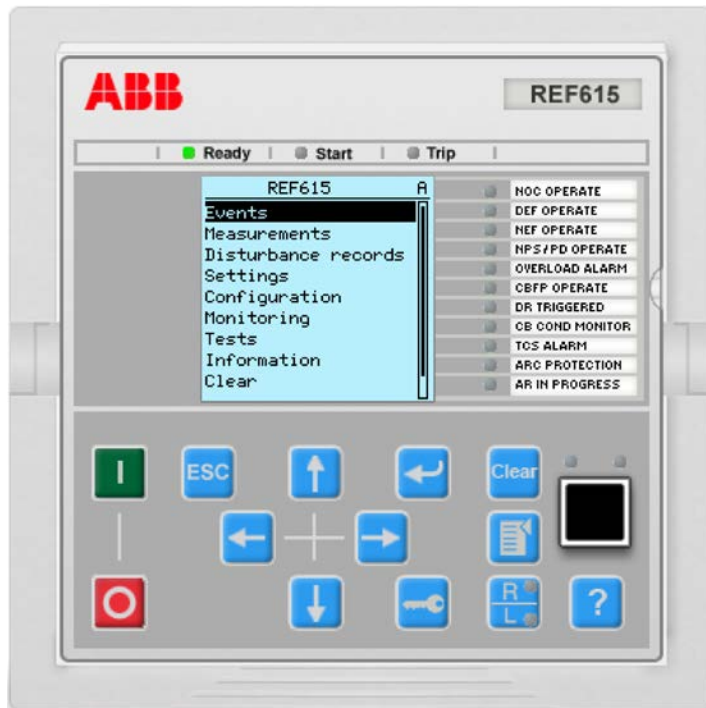 ABB
REF615
Ready Start Trip
REF615 A
Events
Measurements
Disturbance records
Settings
Configuration
Monitoring
Tests
Information
Clear
NOC OPERATE
DEF OPERATE
NEF OPERATE
NPS/PD OPERATE
OVERLOAD ALARM
CBFP OPERATE
DR TRIGGERED
CB COND MONITOR
TCS ALARM
ARC PROTECTION
AR IN PROGRESS
I
ESC
Clear
O
R
L
?